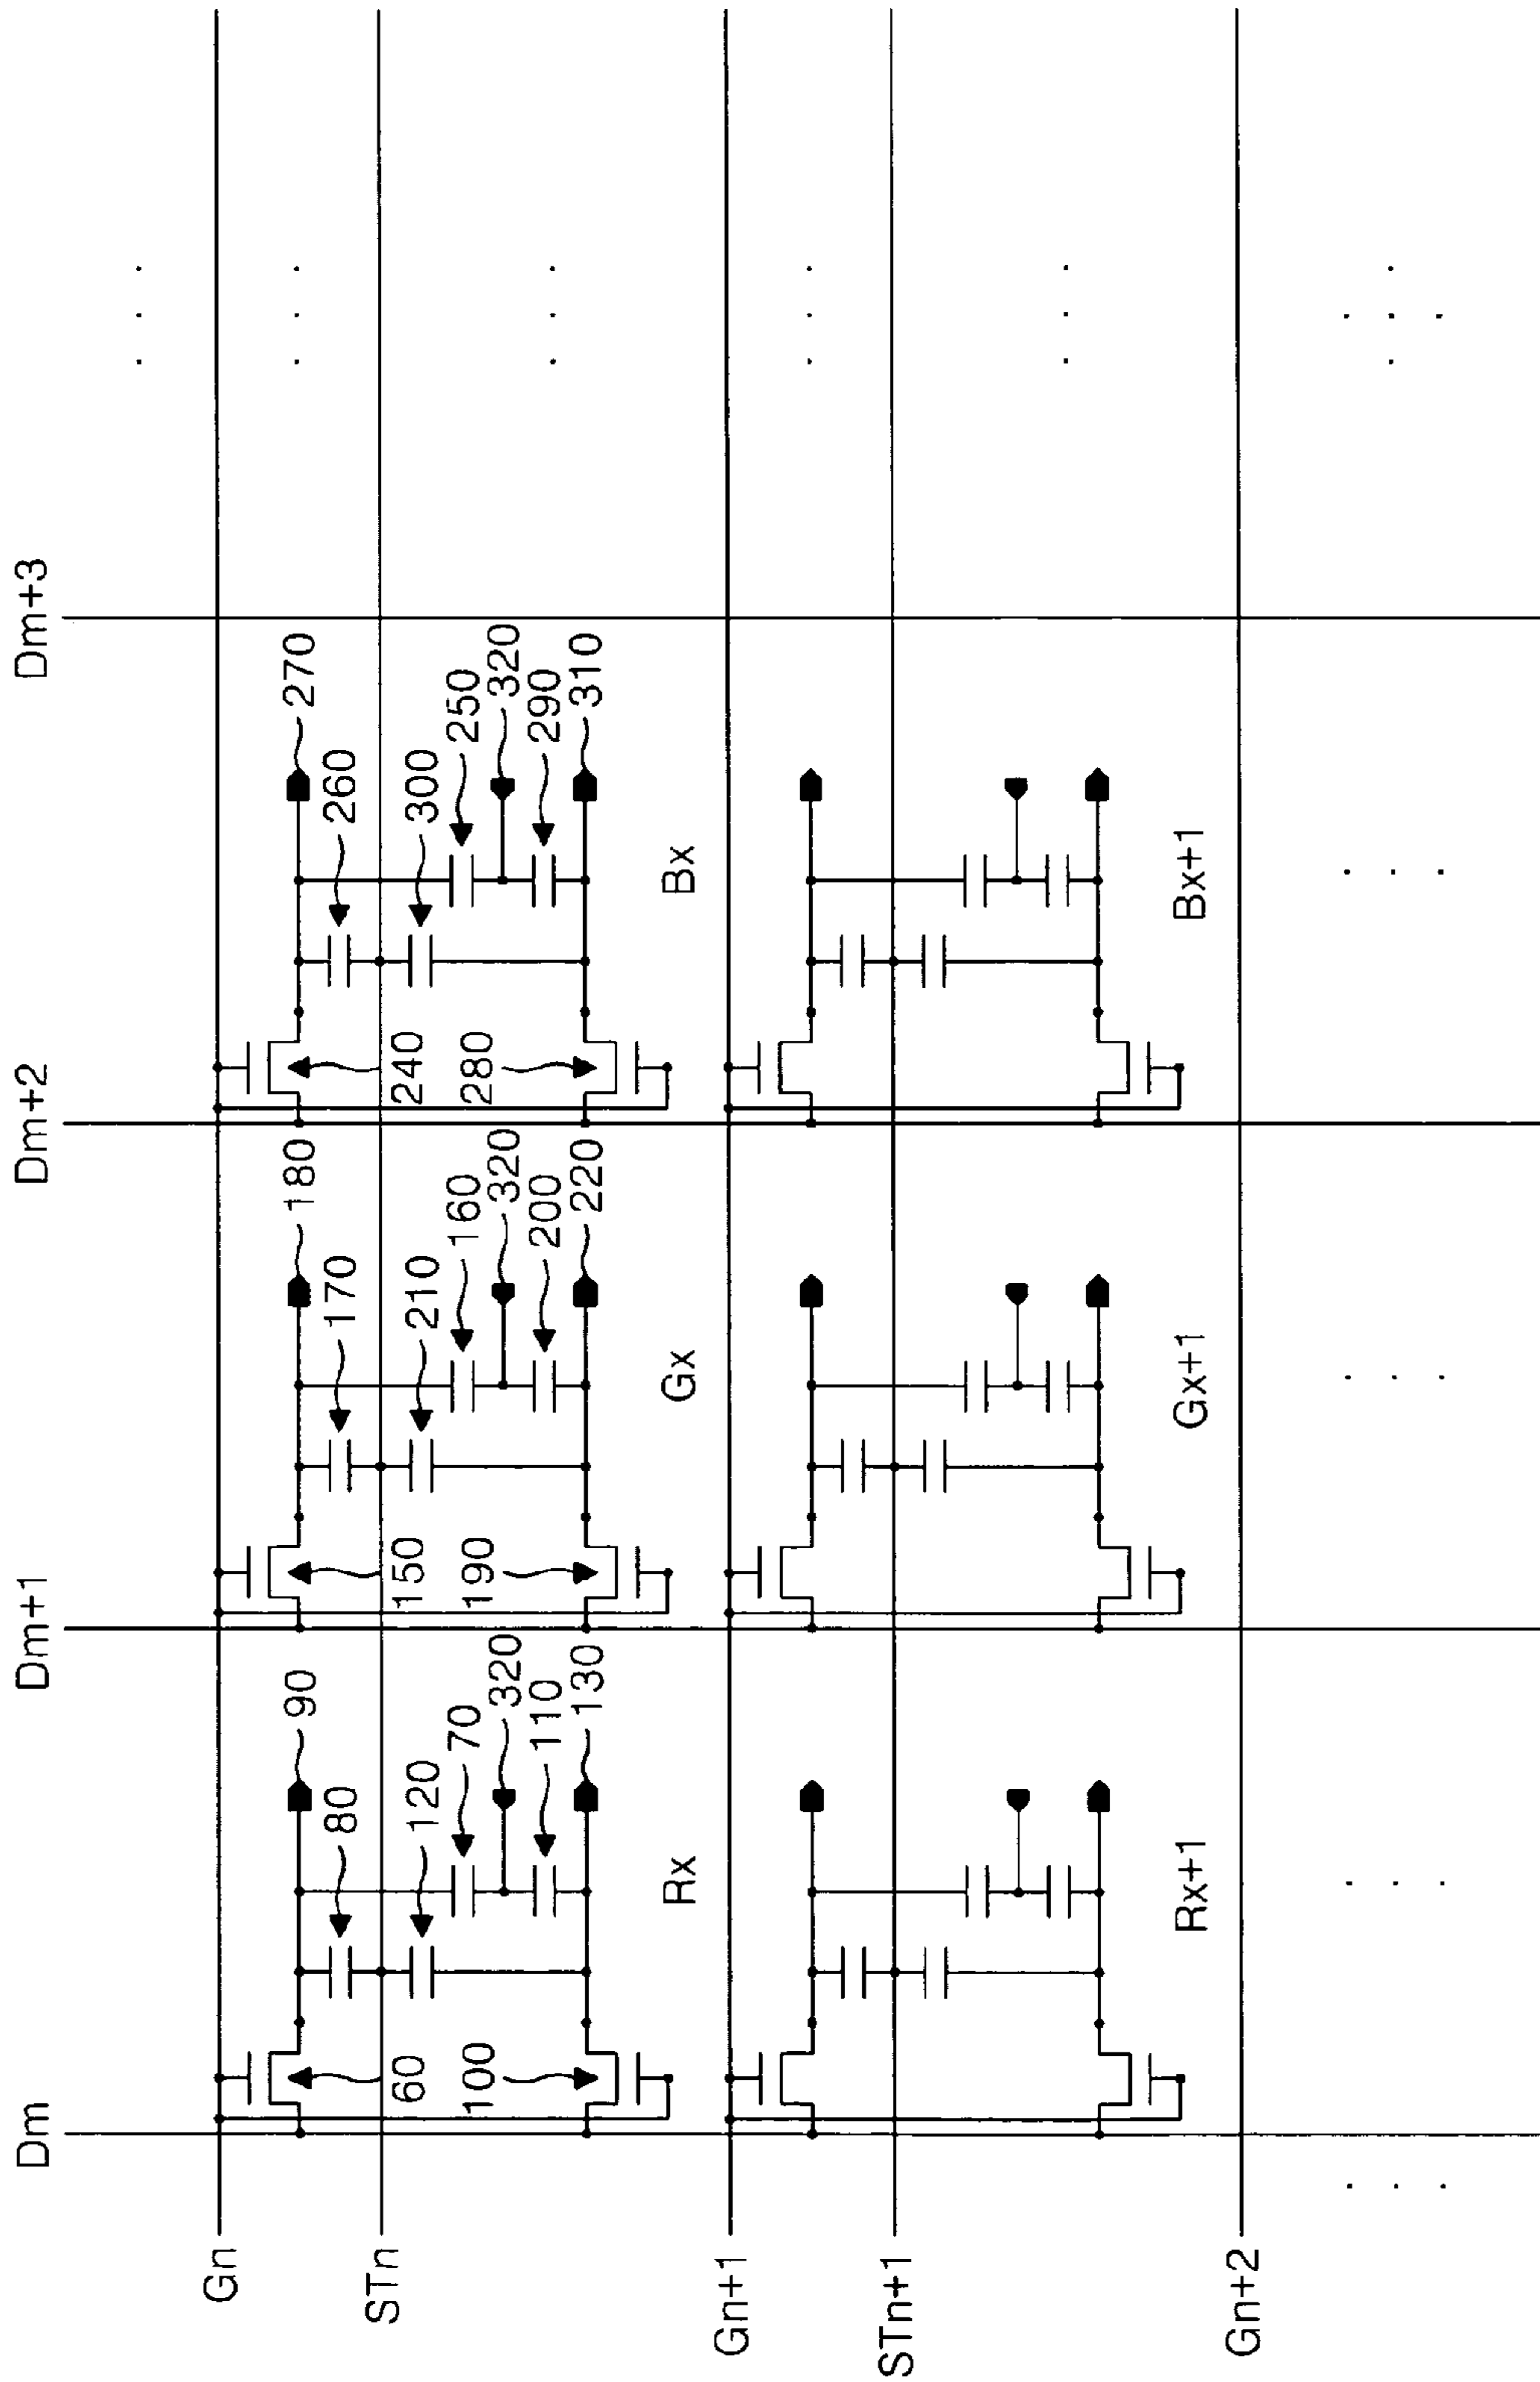 Dm Dm+1 Dm+2 Dm+3
Gn
90 180 270
80 170 260
STn
60 120 150 210 240 300
100 70 190 160 280 250
320 320 320
110 200 290
130 220 310
Rx Gx Bx
Gn+1
STn+1
Rx+1 Gx+1 Bx+1
Gn+2